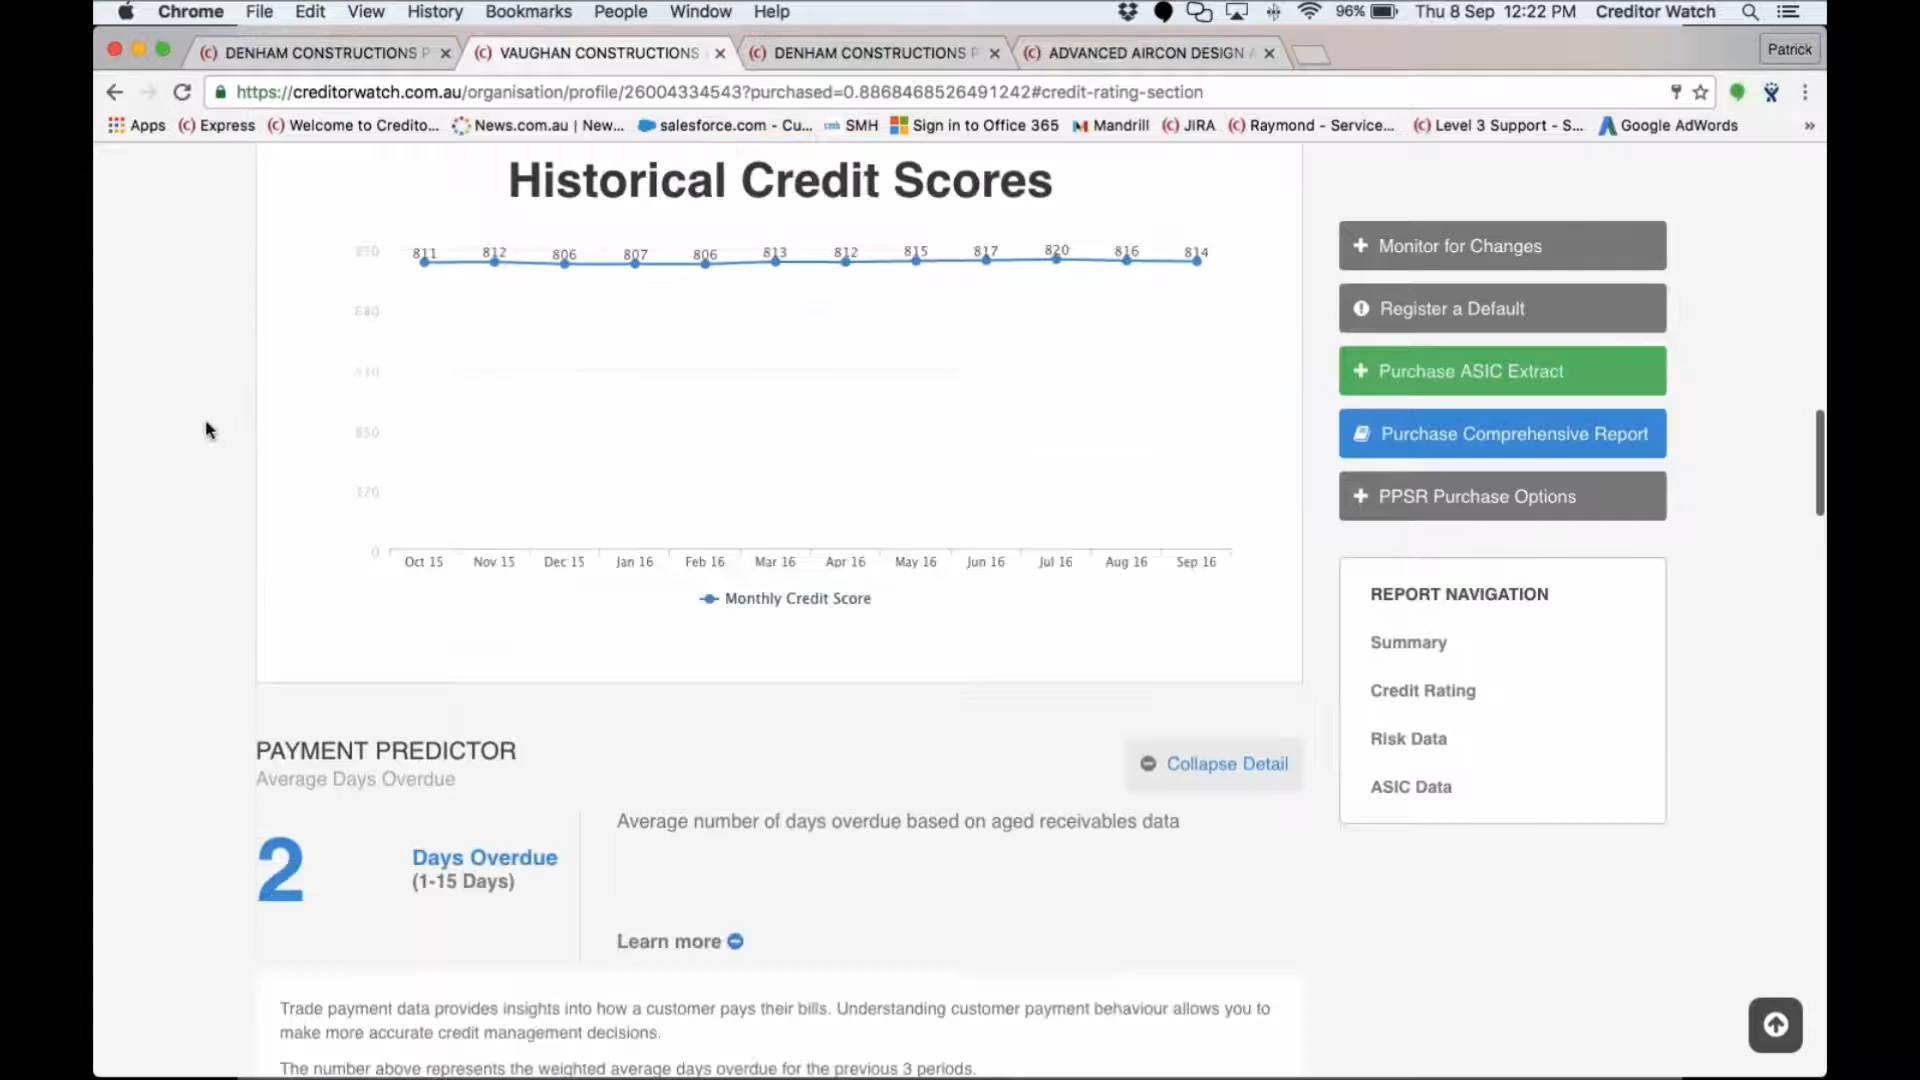 Chrome File Edit View History Bookmarks People Window Help 96% Thu 8 Sep 12:22 PM Creditor Watch
(c) DENHAM CONSTRUCTIONS P (c) VAUGHAN CONSTRUCTIONS (c) DENHAM CONSTRUCTIONS P (c) ADVANCED AIRCON DESIGN Patrick
https://creditorwatch.com.au/organisation/profile/26004334543?purchased=0.8868468526491242#credit-rating-section
Apps (c) Express (c) Welcome to Credito... News.com.au | New... salesforce.com - Cu... smh SMH Sign in to Office 365 Mandrill (c) JIRA (c) Raymond - Service... (c) Level 3 Support - S... Google AdWords »
Historical Credit Scores
811 812 806 807 806 813 812 815 817 820 816 814
0
Oct 15 Nov 15 Dec 15 Jan 16 Feb 16 Mar 16 Apr 16 May 16 Jun 16 Jul 16 Aug 16 Sep 16
Monthly Credit Score
Monitor for Changes
Register a Default
Purchase ASIC Extract
Purchase Comprehensive Report
PPSR Purchase Options
REPORT NAVIGATION
Summary
Credit Rating
Risk Data
ASIC Data
PAYMENT PREDICTOR
Average Days Overdue
Collapse Detail
2
Days Overdue
(1-15 Days)
Average number of days overdue based on aged receivables data
Learn more
Trade payment data provides insights into how a customer pays their bills. Understanding customer payment behaviour allows you to
make more accurate credit management decisions.
The number above represents the weighted average days overdue for the previous 3 periods.